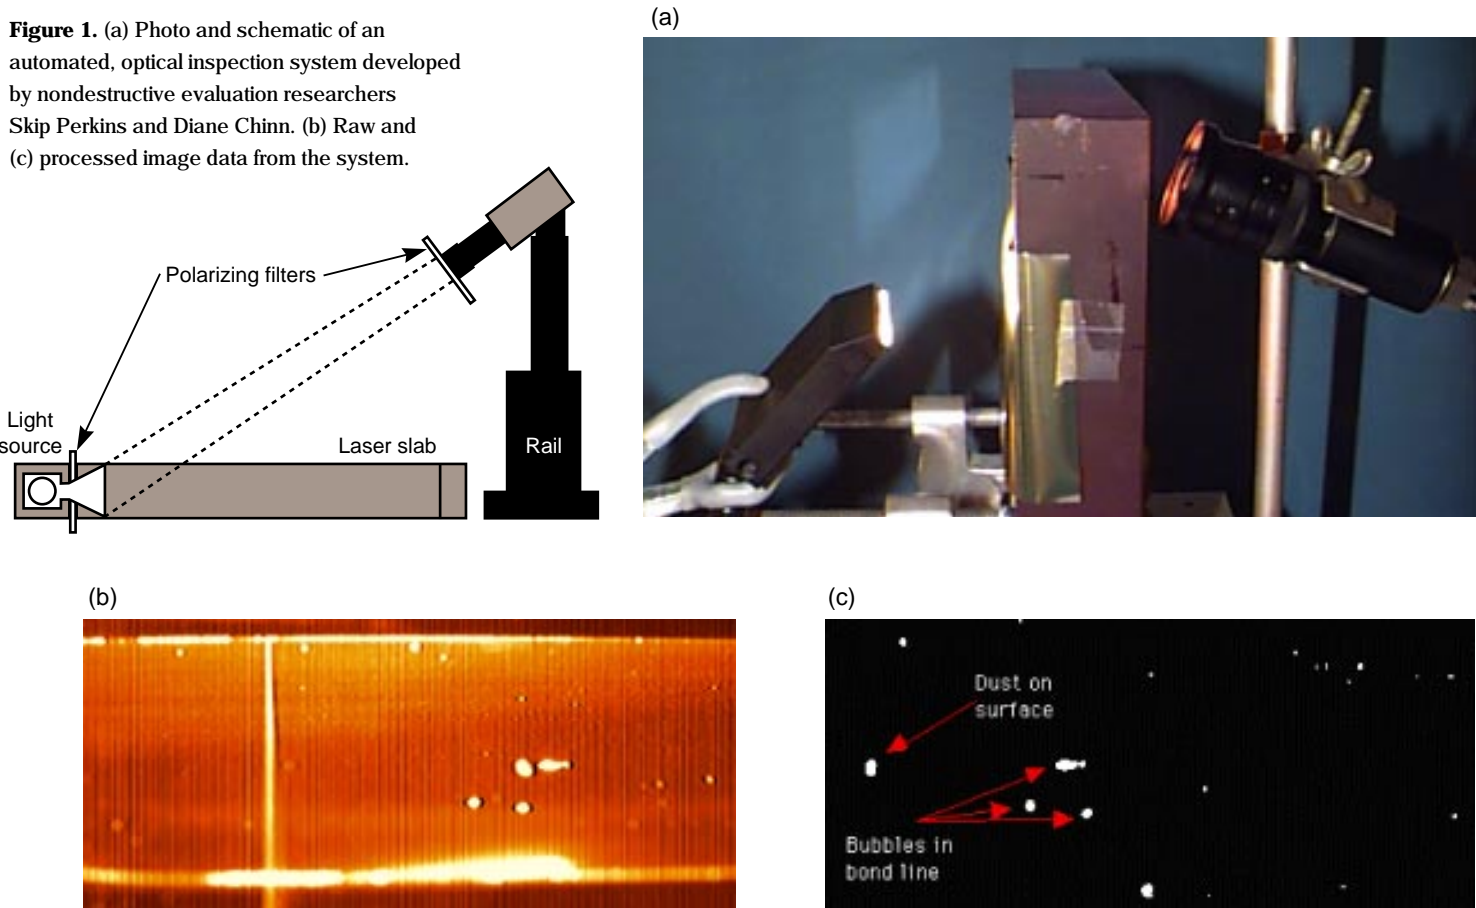 Figure 1. (a) Photo and schematic of an
automated, optical inspection system developed
by nondestructive evaluation researchers
Skip Perkins and Diane Chinn. (b) Raw and
(c) processed image data from the system.
(a)
Polarizing filters
Light
source
Laser slab
Rail
(b)
(c)
Dust on
surface
Bubbles in
bond line